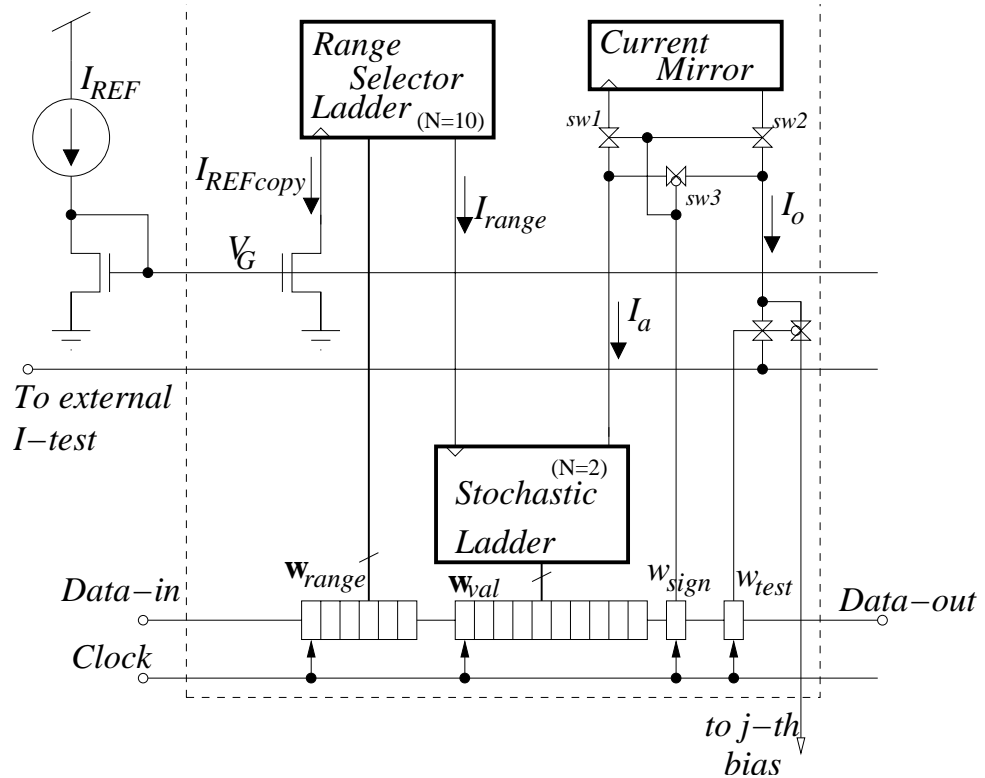 I_REF
Range
Selector
Ladder
(N=10)
Current
Mirror
sw1
sw2
sw3
I_REFcopy
I_range
I_o
V_G
I_a
To external
I−test
(N=2)
Stochastic
Ladder
w_range
w_val
w_sign
w_test
Data−in
Data−out
Clock
to j−th
bias